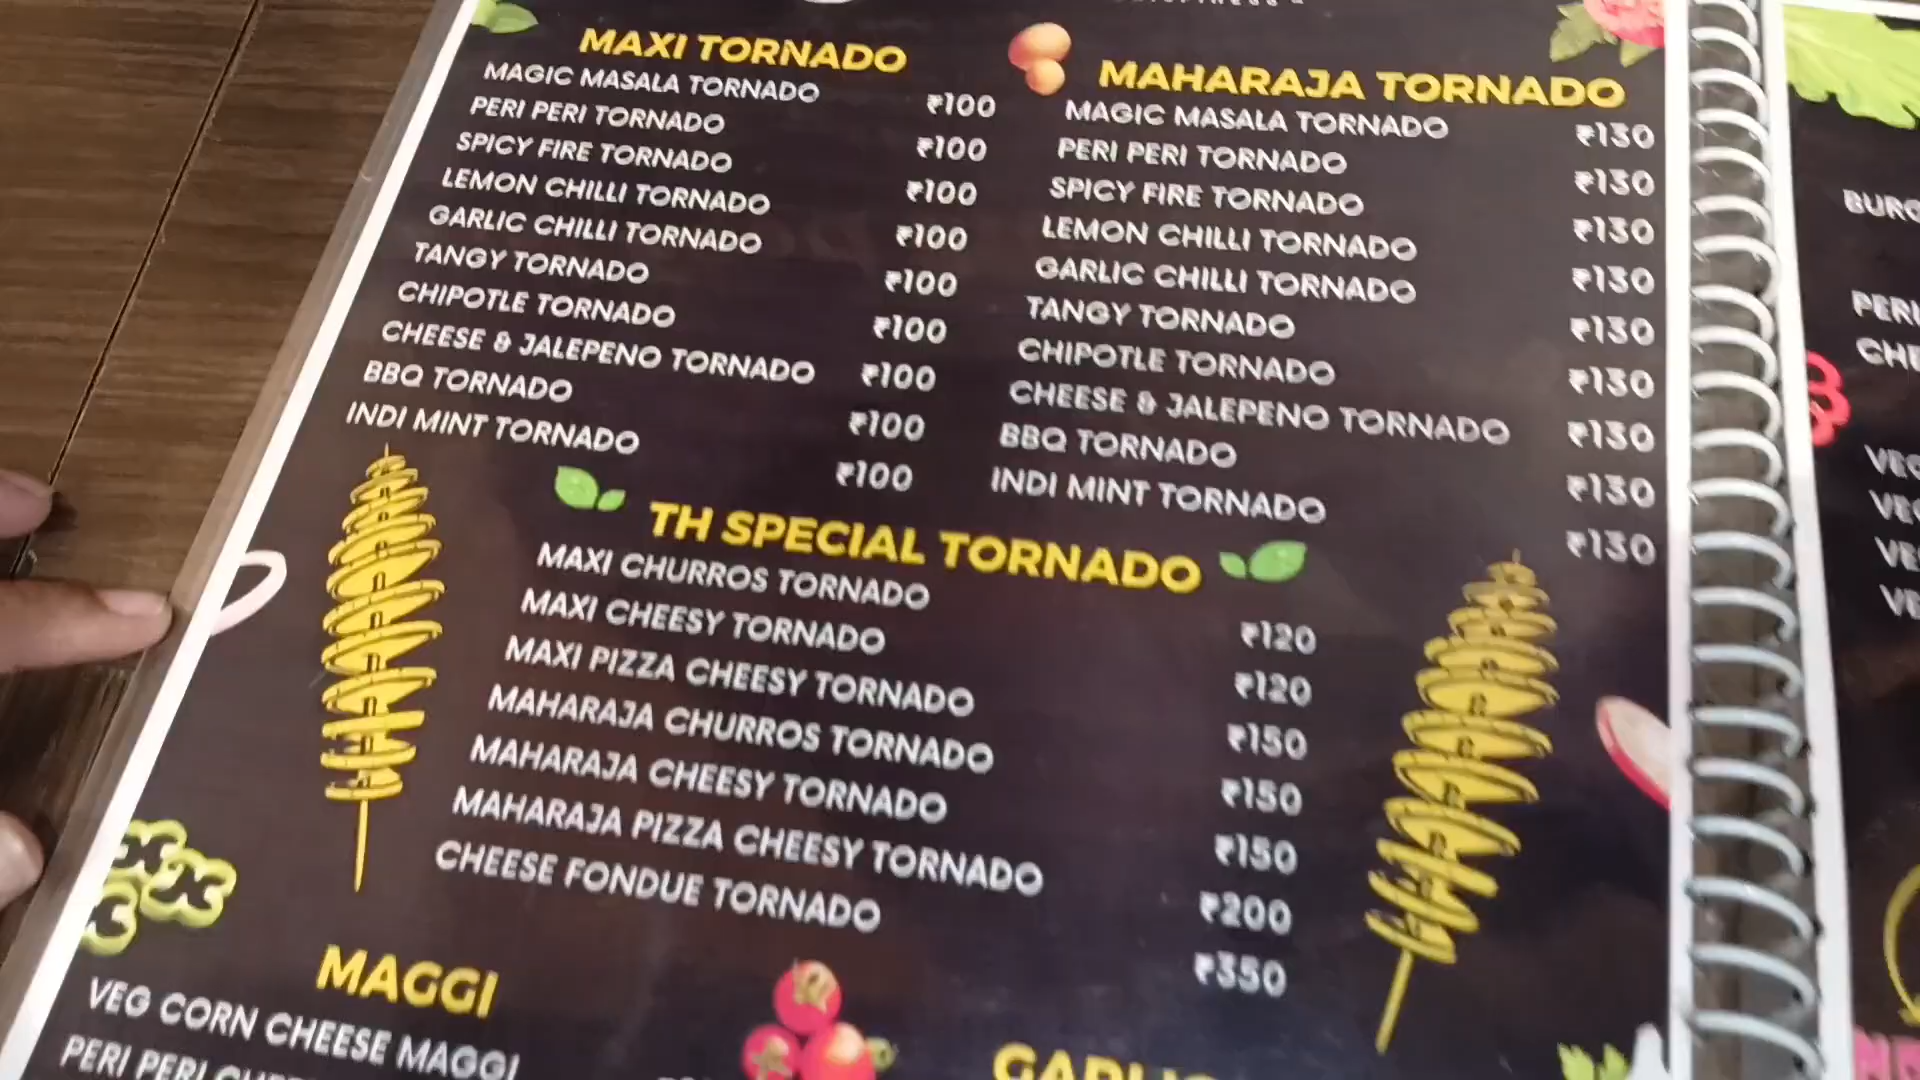 MAXI TORNADO
MAGIC MASALA TORNADO ₹100
PERI PERI TORNADO ₹100
SPICY FIRE TORNADO ₹100
LEMON CHILLI TORNADO ₹100
GARLIC CHILLI TORNADO ₹100
TANGY TORNADO ₹100
CHIPOTLE TORNADO ₹100
CHEESE & JALEPENO TORNADO ₹100
BBQ TORNADO ₹100
INDI MINT TORNADO
MAHARAJA TORNADO
MAGIC MASALA TORNADO ₹130
PERI PERI TORNADO ₹130
SPICY FIRE TORNADO ₹130
LEMON CHILLI TORNADO ₹130
GARLIC CHILLI TORNADO ₹130
TANGY TORNADO ₹130
CHIPOTLE TORNADO ₹130
CHEESE & JALEPENO TORNADO ₹130
BBQ TORNADO ₹130
INDI MINT TORNADO
TH SPECIAL TORNADO
MAXI CHURROS TORNADO ₹120
MAXI CHEESY TORNADO ₹120
MAXI PIZZA CHEESY TORNADO ₹150
MAHARAJA CHURROS TORNADO ₹150
MAHARAJA CHEESY TORNADO ₹150
MAHARAJA PIZZA CHEESY TORNADO ₹200
CHEESE FONDUE TORNADO ₹350
MAGGI
VEG CORN CHEESE MAGGI
PERI PERI